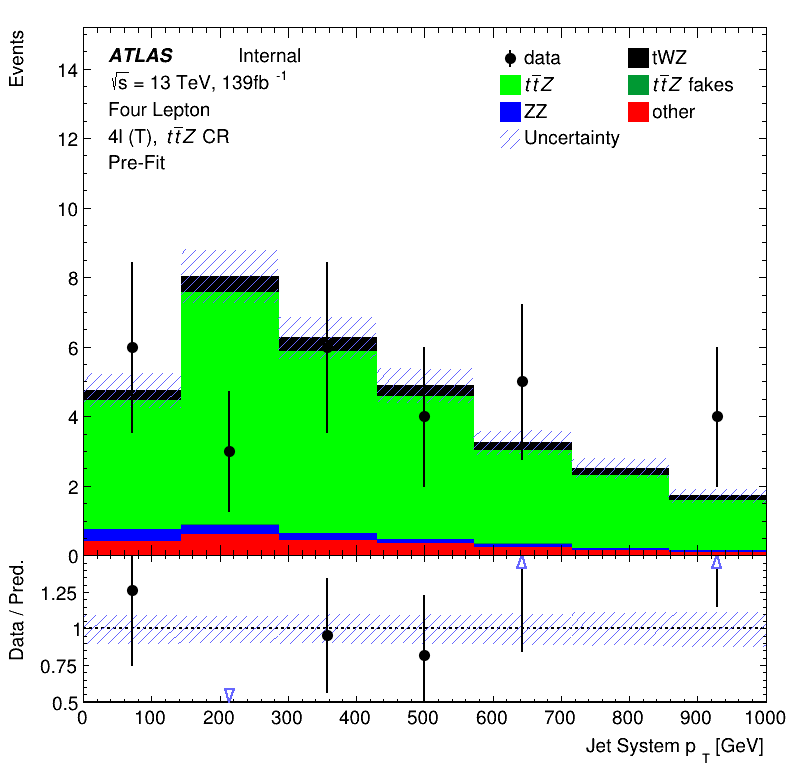 Events
14
12
10
8
6
4
2
0
ATLAS Internal
√s = 13 TeV, 139fb -1
Four Lepton
4l (T), tt̅Z CR
Pre-Fit
data
tt̅Z
ZZ
Uncertainty
tWZ
tt̅Z fakes
other
Data / Pred.
1.25
1
0.75
0.5
0 100 200 300 400 500 600 700 800 900 1000
Jet System p T [GeV]